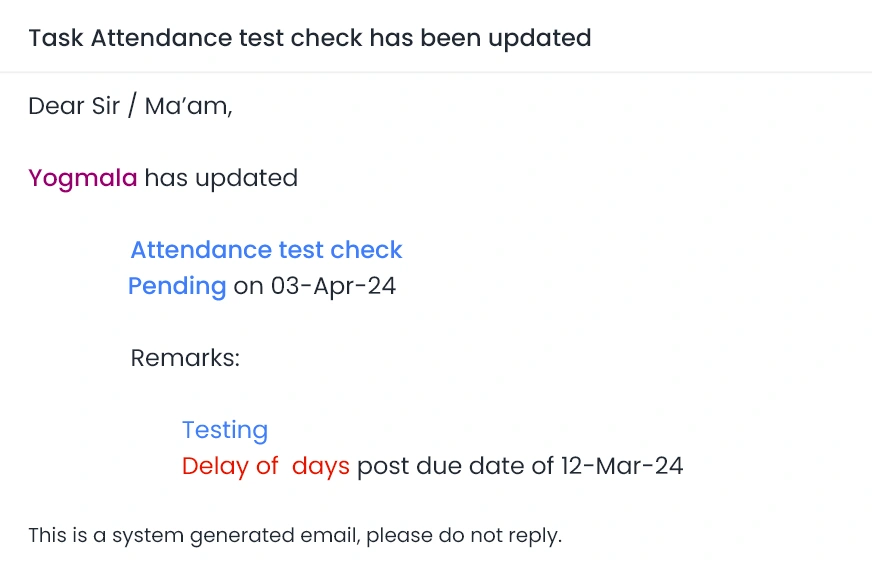 Task Attendance test check has been updated
Dear Sir / Ma’am,
Yogmala has updated
Attendance test check
Pending on 03-Apr-24
Remarks:
Testing
Delay of  days post due date of 12-Mar-24
This is a system generated email, please do not reply.